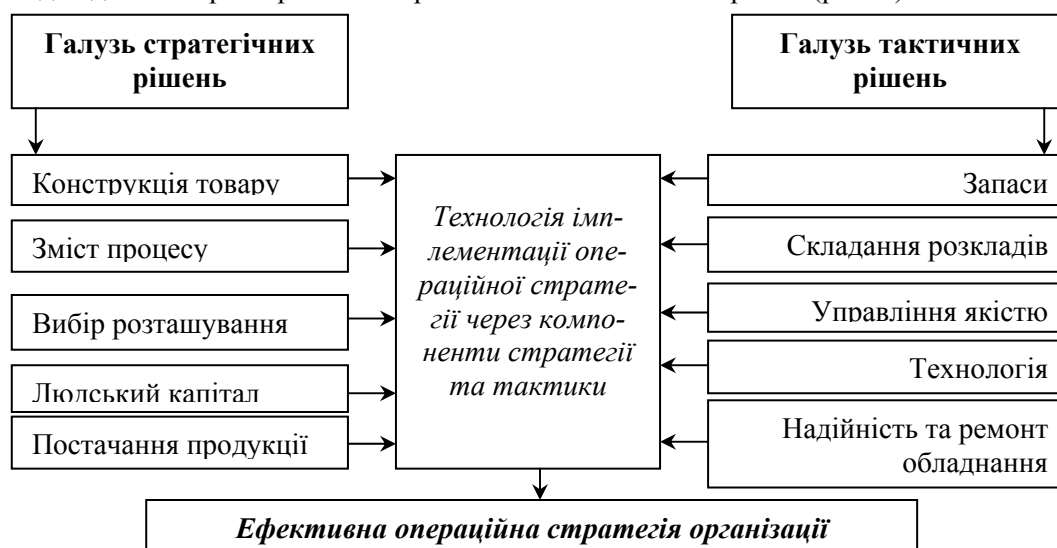 Галузь стратегічних
рішень
Галузь тактичних
рішень
Конструкція товару
Зміст процесу
Вибір розташування
Людський капітал
Постачання продукції
Технологія імп-
лементації опе-
раційної страте-
гії через компо-
ненти стратегії
та тактики
Запаси
Складання розкладів
Управління якістю
Технологія
Надійність та ремонт
обладнання
Ефективна операційна стратегія організації